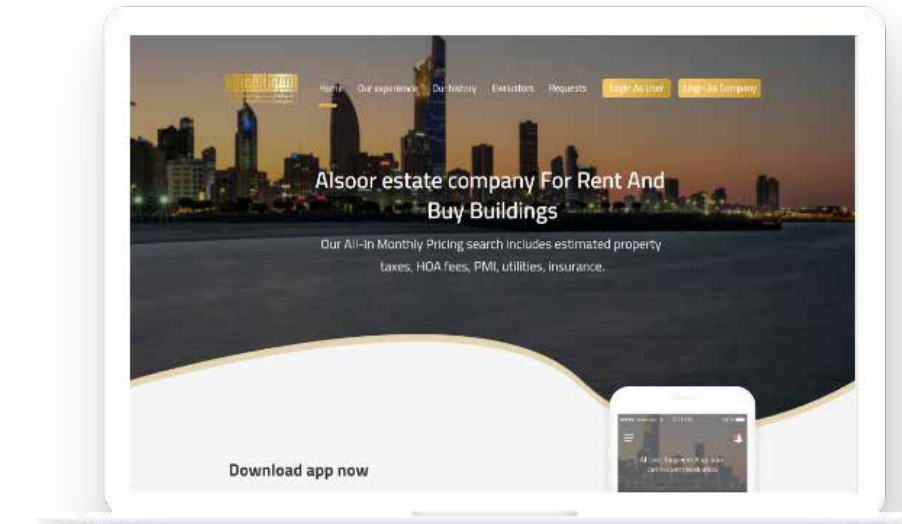 Home Our experience Our history Evaluators Requests Login As User Login As Company
Alsoor estate company For Rent And
Buy Buildings
Our All-in Monthly Pricing search includes estimated property
taxes, HOA fees, PMI, utilities, insurance.
Download app now